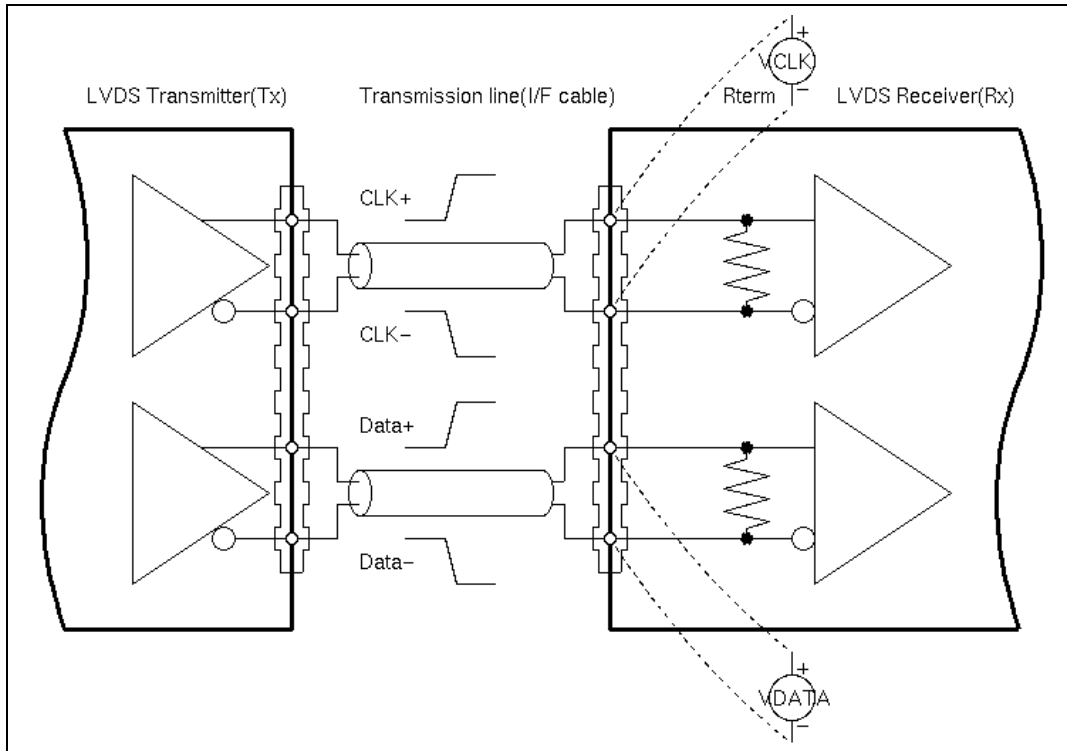 +
VCLK
−
LVDS Transmitter(Tx)
Transmission line(I/F cable)
Rterm
LVDS Receiver(Rx)
CLK+
CLK−
Data+
Data−
+
VDATA
−